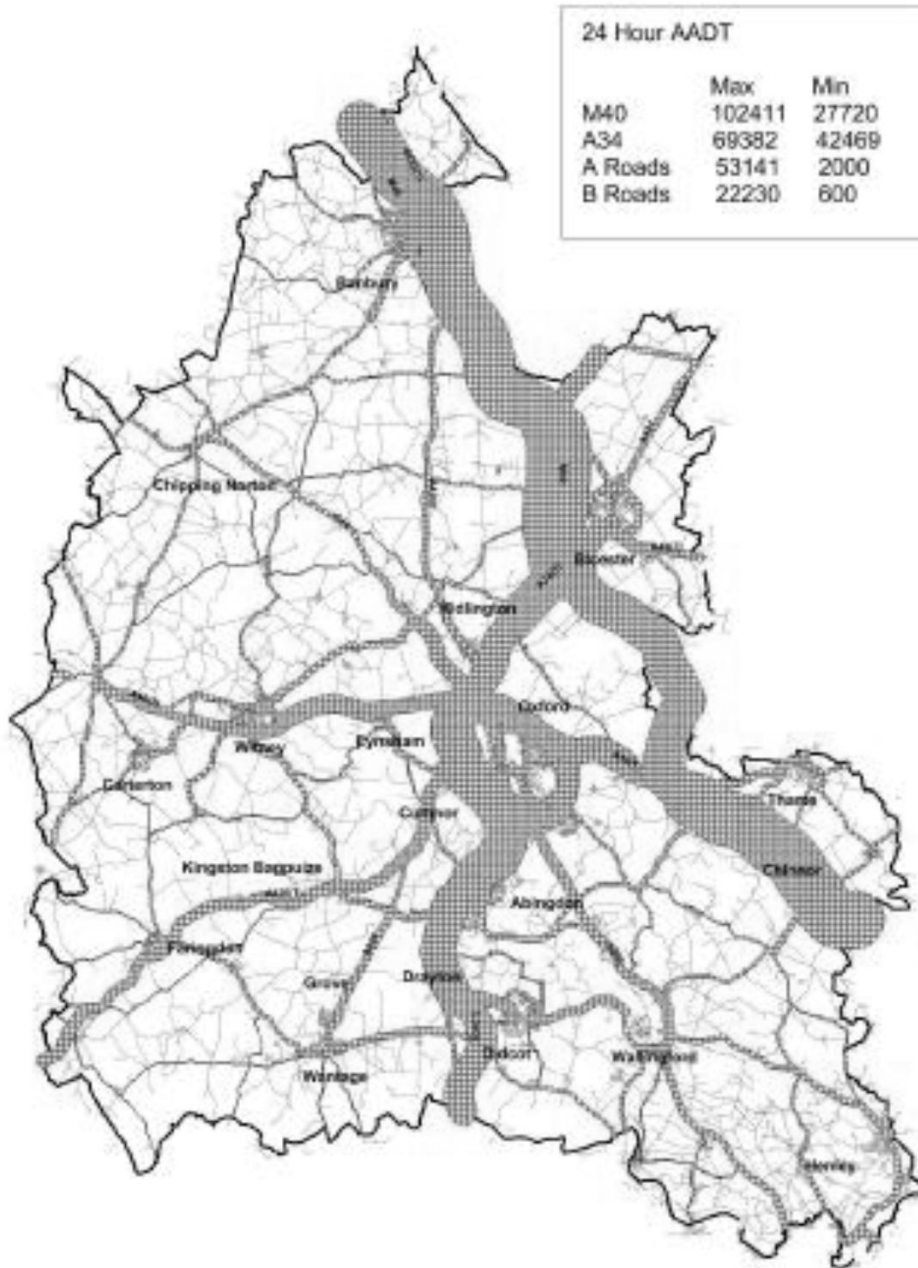 24 Hour AADT
Max Min
M40 102411 27720
A34 69382 42469
A Roads 53141 2000
B Roads 22230 600
Banbury
Chipping Norton
Bicester
Kidlington
Oxford
Witney
Eynsham
Carterton
Cumnor
Thame
Kingston Bagpuize
Chinnor
Abingdon
Faringdon
Grove
Drayton
Didcot
Wallingford
Wantage
Henley